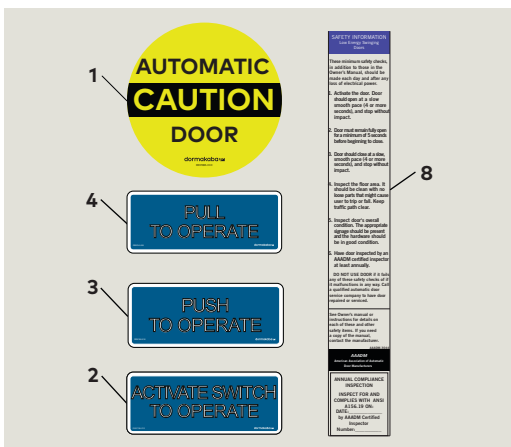 1
AUTOMATIC
CAUTION
DOOR
dormakaba
4
PULL
TO OPERATE
dormakaba
3
PUSH
TO OPERATE
dormakaba
2
ACTIVATE SWITCH
TO OPERATE
dormakaba
8
SAFETY INFORMATION
Low Energy Swinging
Doors
These minimum safety checks,
in addition to those in the
Owner's Manual, should be
made each day and after any
loss of electrical power.
1. Activate the door. Door
should open at a slow
smooth pace (4 or more
seconds), and stop without
impact.
2. Door must remain fully open
for a minimum of 5 seconds
before beginning to close.
3. Door should close at a slow,
smooth pace (4 or more
seconds), and stop without
impact.
4. Inspect the floor area. It
should be clean with no
loose parts that might cause
user to trip or fall. Keep
traffic path clear.
5. Inspect door's overall
condition. The appropriate
signage should be present
and the hardware should
be in good condition.
6. Have door inspected by an
AAADM certified inspector
at least annually.
DO NOT USE DOOR if it fails
any of these safety checks or if
it malfunctions in any way. Call
a qualified automatic door
service company to have door
repaired or serviced.
See Owner's manual or
instructions for details on
each of these and other
safety items. If you need
a copy of the manual,
contact the manufacturer.
AAADM
American Association of Automatic
Door Manufacturers
ANNUAL COMPLIANCE
INSPECTION
INSPECT FOR AND
COMPLIES WITH ANSI
A156.19 ON:
DATE:
by AAADM Certified
Inspector
Number: